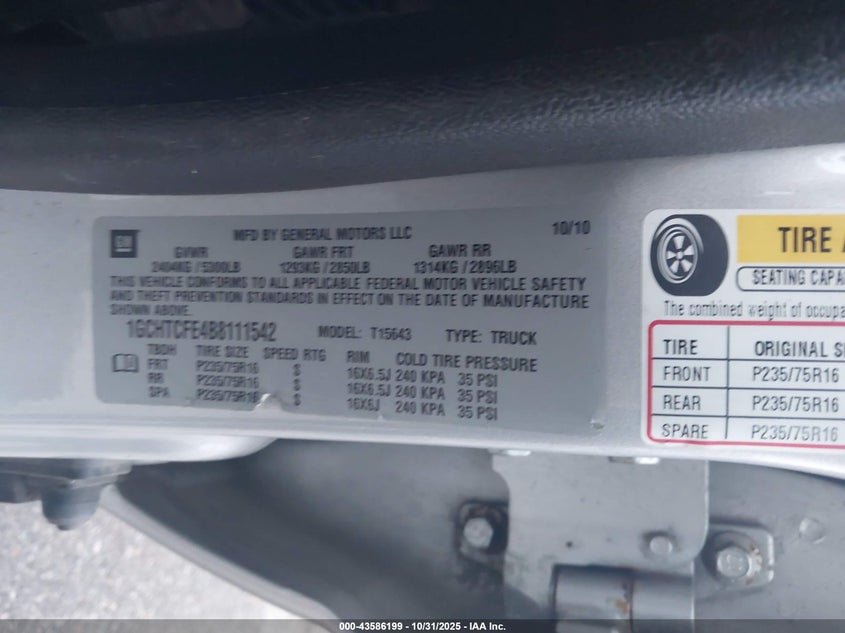 GM
MFD BY GENERAL MOTORS LLC 10/10
GVWR GAWR FRT GAWR RR
2404KG / 5300LB 1293KG / 2850LB 1314KG / 2896LB
THIS VEHICLE CONFORMS TO ALL APPLICABLE FEDERAL MOTOR VEHICLE SAFETY
AND THEFT PREVENTION STANDARDS IN EFFECT ON THE DATE OF MANUFACTURE
SHOWN ABOVE.
1GCHTCFE4B8111542 MODEL: T15643 TYPE: TRUCK
TBDH TIRE SIZE SPEED RTG RIM COLD TIRE PRESSURE
FRT P235/75R16 S 16X6.5J 240 KPA 35 PSI
RR P235/75R16 S 16X6.5J 240 KPA 35 PSI
SPA P235/75R16 S 16X6J 240 KPA 35 PSI
TIRE
SEATING CAPA
The combined weight of occupa
TIRE ORIGINAL
FRONT P235/75R16
REAR P235/75R16
SPARE P235/75R16
000-43586199 - 10/31/2025 - IAA Inc.